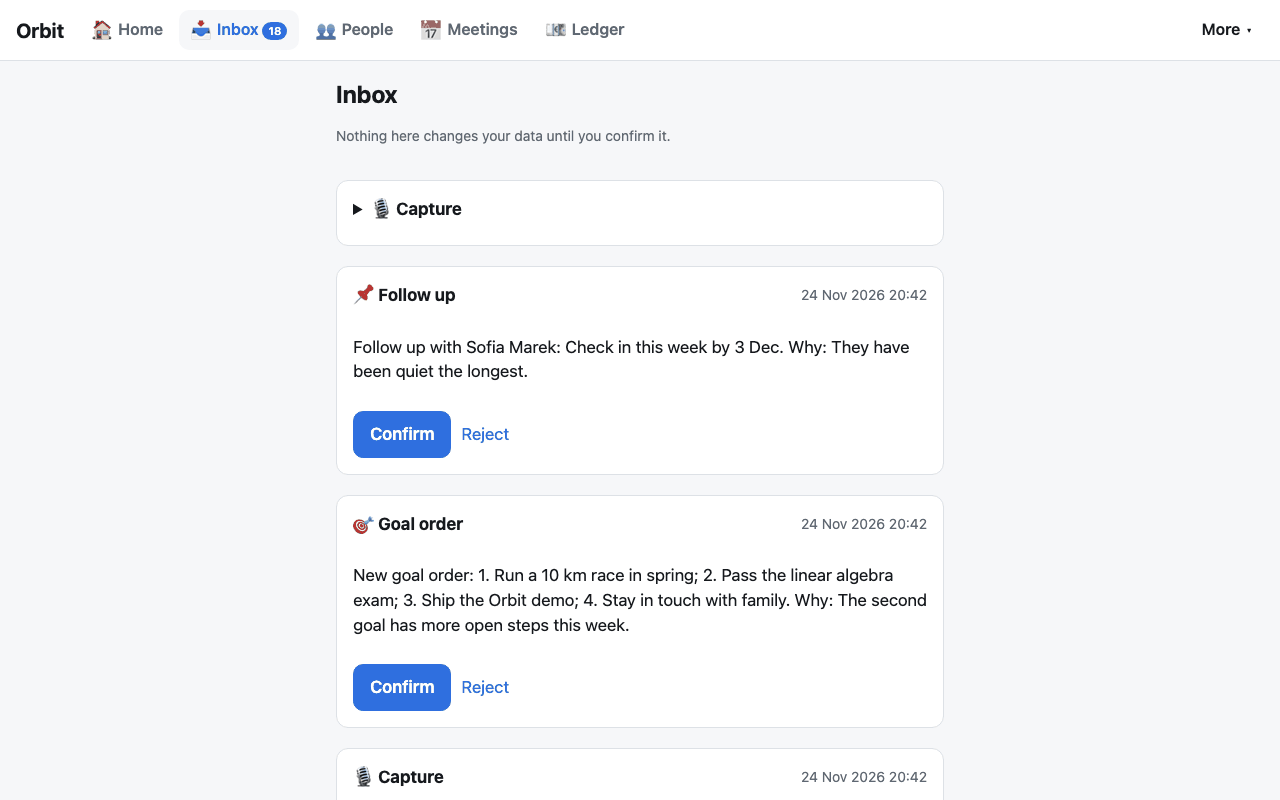 Orbit
Home
Inbox 18
People
Meetings
Ledger
More
Inbox
Nothing here changes your data until you confirm it.
Capture
Follow up
24 Nov 2026 20:42
Follow up with Sofia Marek: Check in this week by 3 Dec. Why: They have
been quiet the longest.
Confirm
Reject
Goal order
24 Nov 2026 20:42
New goal order: 1. Run a 10 km race in spring; 2. Pass the linear algebra
exam; 3. Ship the Orbit demo; 4. Stay in touch with family. Why: The second
goal has more open steps this week.
Confirm
Reject
Capture
24 Nov 2026 20:42